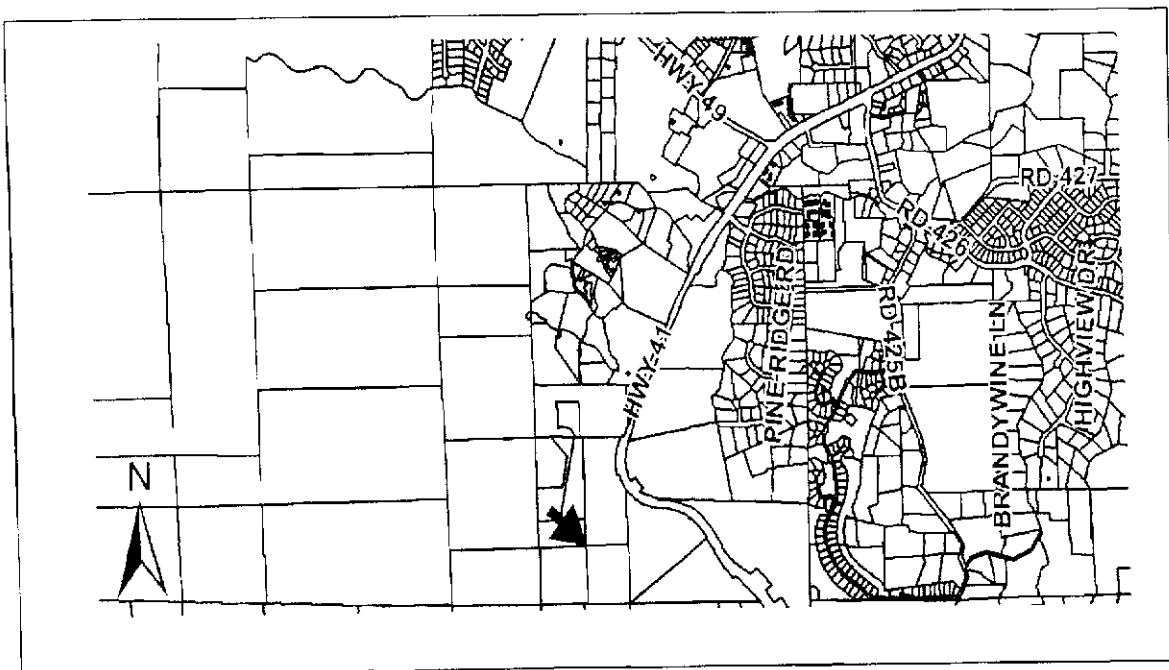 HWY-49
RD-427
RD-426
PINE RIDGE RD
RD-425B
HWY-41
BRANDYWINE LN
HIGHVIEW DR
N